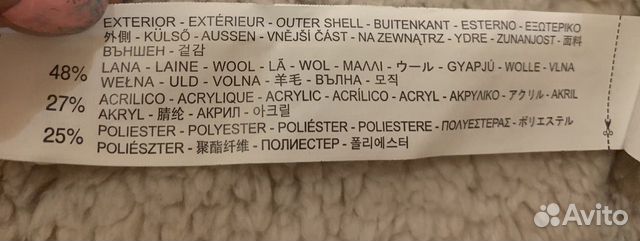 EXTERIOR - EXTÉRIEUR - OUTER SHELL - BUITENKANT - ESTERNO - ΕΞΩΤΕΡΙΚΟ
外側 - KÜLSŐ - AUSSEN - VNĚJŠÍ ČÁST - NA ZEWNĄTRZ - YDRE - ZUNANJOST - 面料
ВЪНШЕН - 겉감
48% LANA - LAINE - WOOL - LÃ - WOL - ΜΑΛΛΙ - ウール - GYAPJÚ - WOLLE - VLNA
WEŁNA - ULD - VOLNA - 羊毛 - ВЪЛНА - 모직
27% ACRILICO - ACRYLIQUE - ACRYLIC - ACRÍLICO - ACRYL - ΑΚΡΥΛΙΚΟ - アクリル - AKRIL
AKRYL - 腈纶 - АКРИЛ - 아크릴
25% POLIESTER - POLYESTER - POLIÉSTER - POLIESTERE - ΠΟΛΥΕΣΤΕΡΑΣ - ポリエステル
POLIÉSZTER - 聚酯纤维 - ПОЛИЕСТЕР - 폴리에스터
Avito